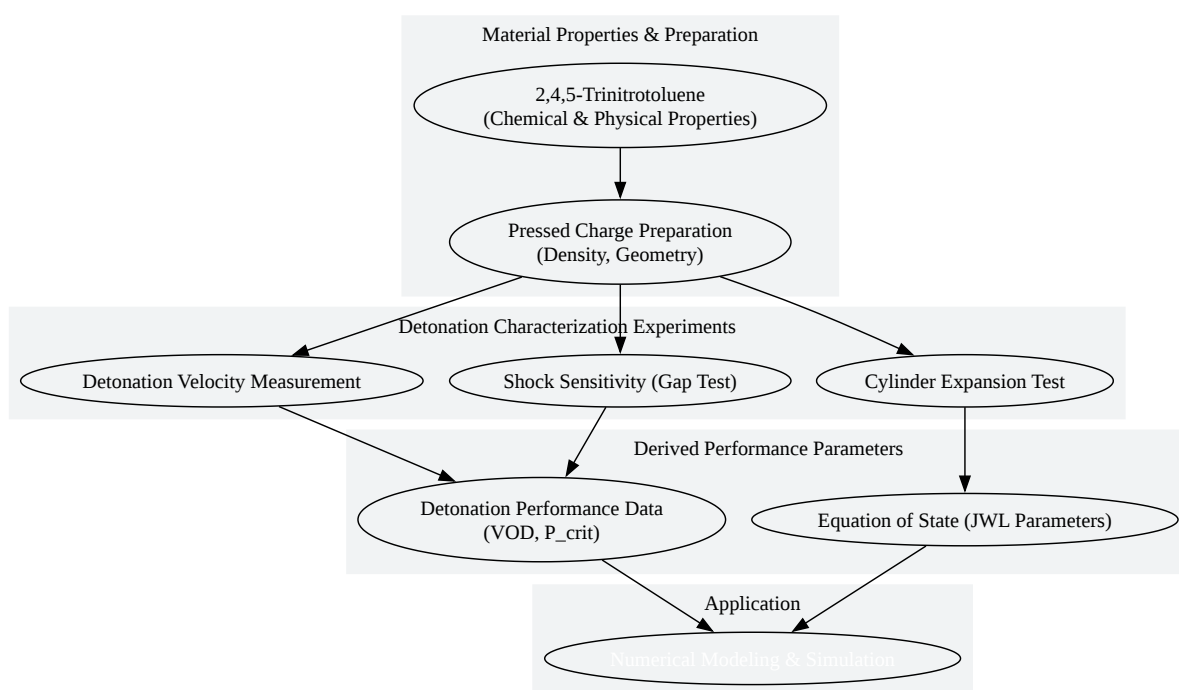 Material Properties & Preparation
2,4,5-Trinitrotoluene
(Chemical & Physical Properties)
Pressed Charge Preparation
(Density, Geometry)
Detonation Characterization Experiments
Detonation Velocity Measurement
Shock Sensitivity (Gap Test)
Cylinder Expansion Test
Derived Performance Parameters
Detonation Performance Data
(VOD, P_crit)
Equation of State (JWL Parameters)
Application
Numerical Modeling & Simulation